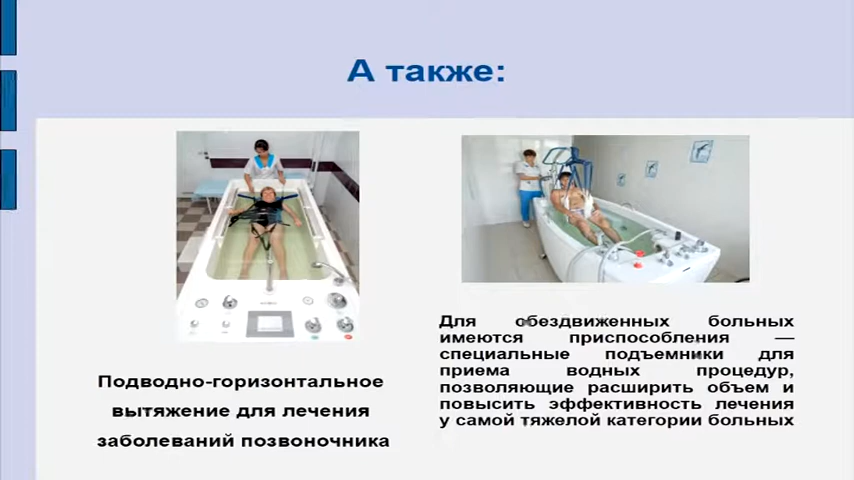 А также:
Подводно-горизонтальное
вытяжение для лечения
заболеваний позвоночника
Для обездвиженных больных
имеются приспособления —
специальные подъемники для
приема водных процедур,
позволяющие расширить объем и
повысить эффективность лечения
у самой тяжелой категории больных